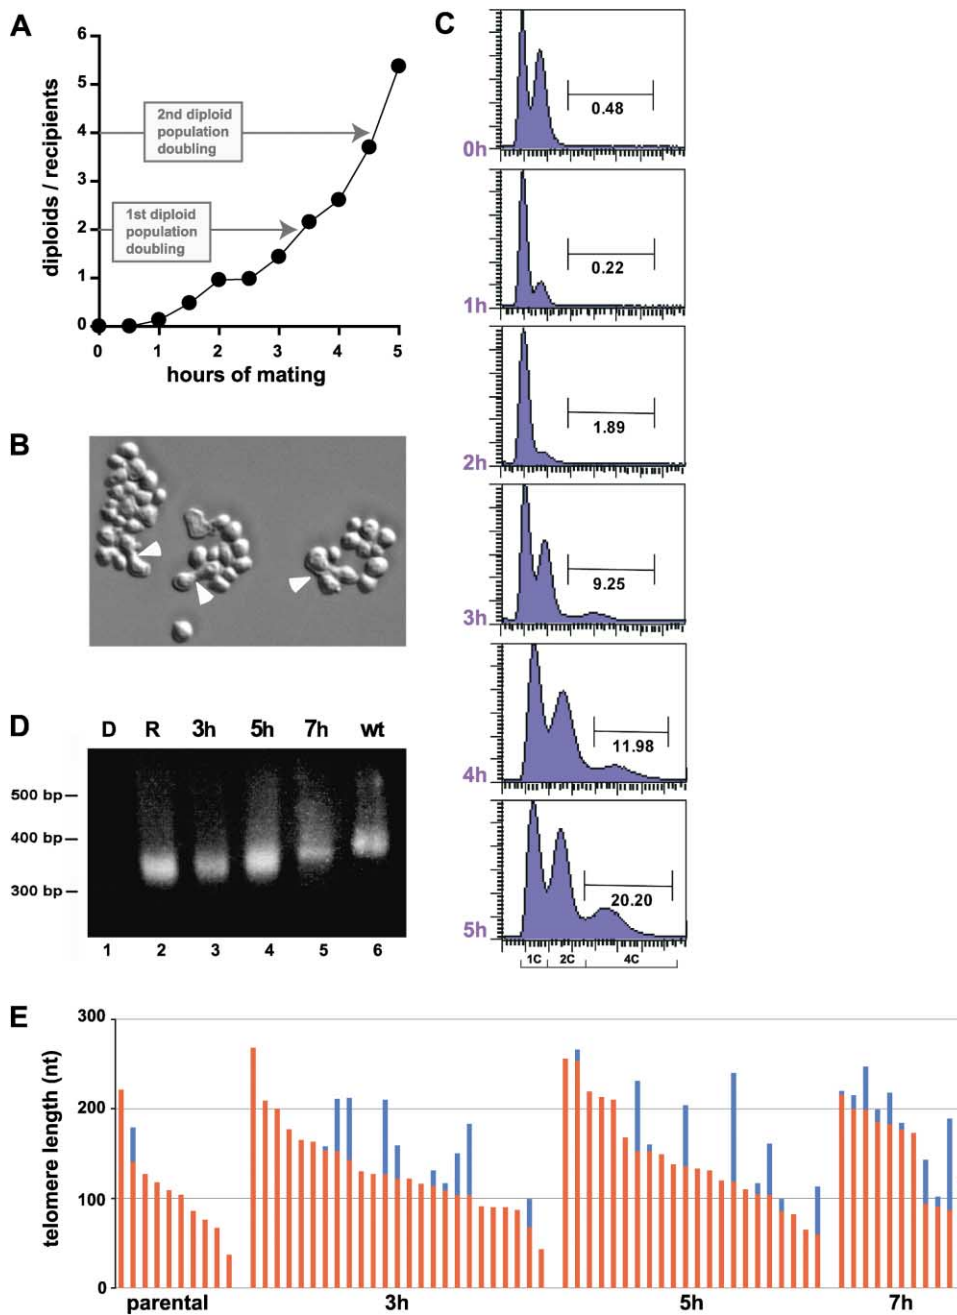 A
6
5
4
3
2
1
0
diploids / recipients
2nd diploid
population
doubling
1st diploid
population
doubling
0 1 2 3 4 5
hours of mating
B
C
0h
0.48
1h
0.22
2h
1.89
3h
9.25
4h
11.98
5h
20.20
1C 2C 4C
D
D R 3h 5h 7h wt
500 bp
400 bp
300 bp
1 2 3 4 5 6
E
300
200
100
0
telomere length (nt)
parental 3h 5h 7h